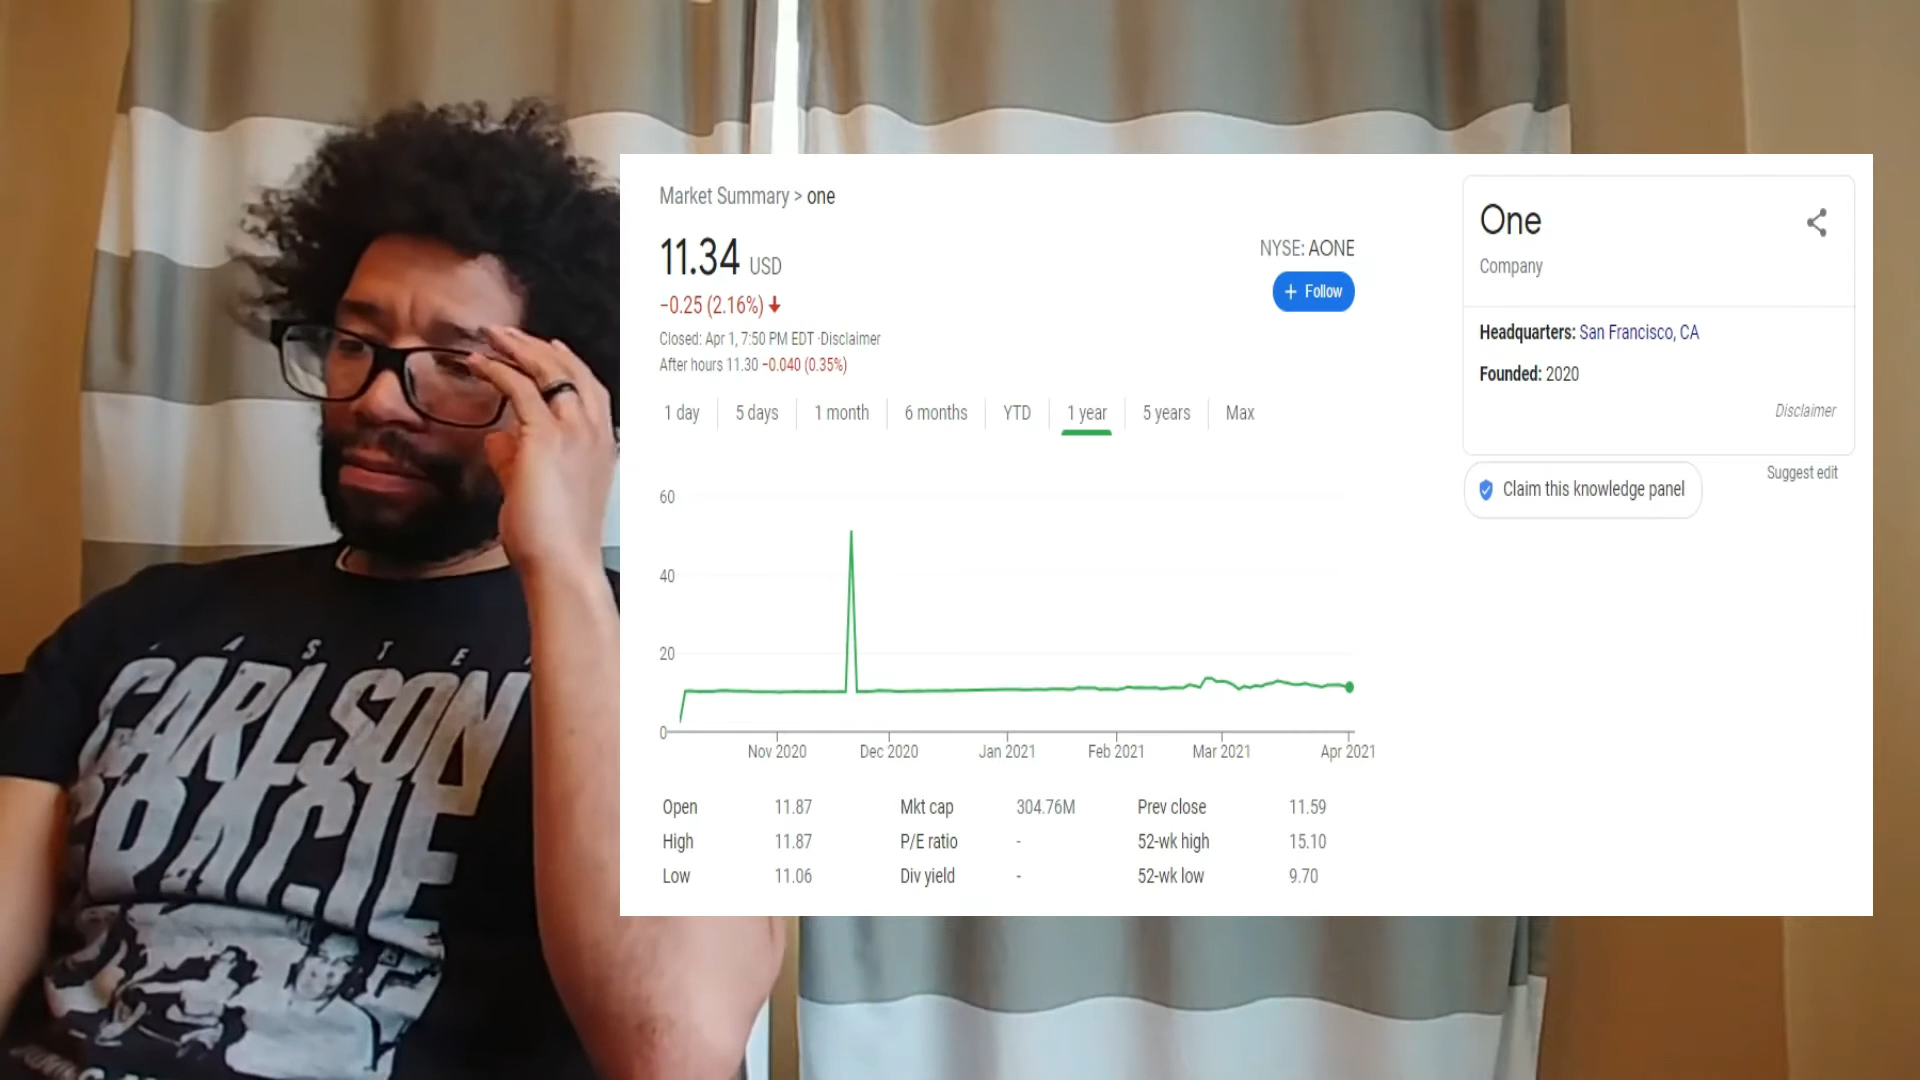 Market Summary > one
11.34 USD
−0.25 (2.16%)
Closed: Apr 1, 7:50 PM EDT ·Disclaimer
After hours 11.30 −0.040 (0.35%)
NYSE: AONE
+ Follow
1 day 5 days 1 month 6 months YTD 1 year 5 years Max
60
40
20
0
Nov 2020 Dec 2020 Jan 2021 Feb 2021 Mar 2021 Apr 2021
Open 11.87 Mkt cap 304.76M Prev close 11.59
High 11.87 P/E ratio - 52-wk high 15.10
Low 11.06 Div yield - 52-wk low 9.70
One
Company
Headquarters: San Francisco, CA
Founded: 2020
Disclaimer
Claim this knowledge panel
Suggest edit
CARLSON
GRACIE